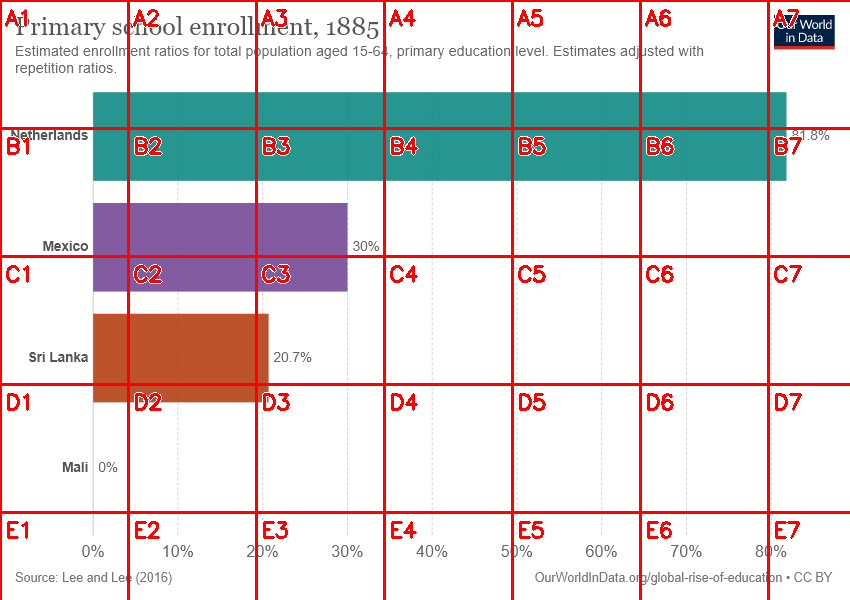 Primary school enrollment, 1885
Our World
in Data
Estimated enrollment ratios for total population aged 15-64, primary education level. Estimates adjusted with
repetition ratios.
A1 A2 A3 A4 A5 A6 A7
Netherlands 81.8%
B1 B2 B3 B4 B5 B6 B7
Mexico 30%
C1 C2 C3 C4 C5 C6 C7
Sri Lanka 20.7%
D1 D2 D3 D4 D5 D6 D7
Mali 0%
E1 E2 E3 E4 E5 E6 E7
0% 10% 20% 30% 40% 50% 60% 70% 80%
Source: Lee and Lee (2016) OurWorldInData.org/global-rise-of-education • CC BY